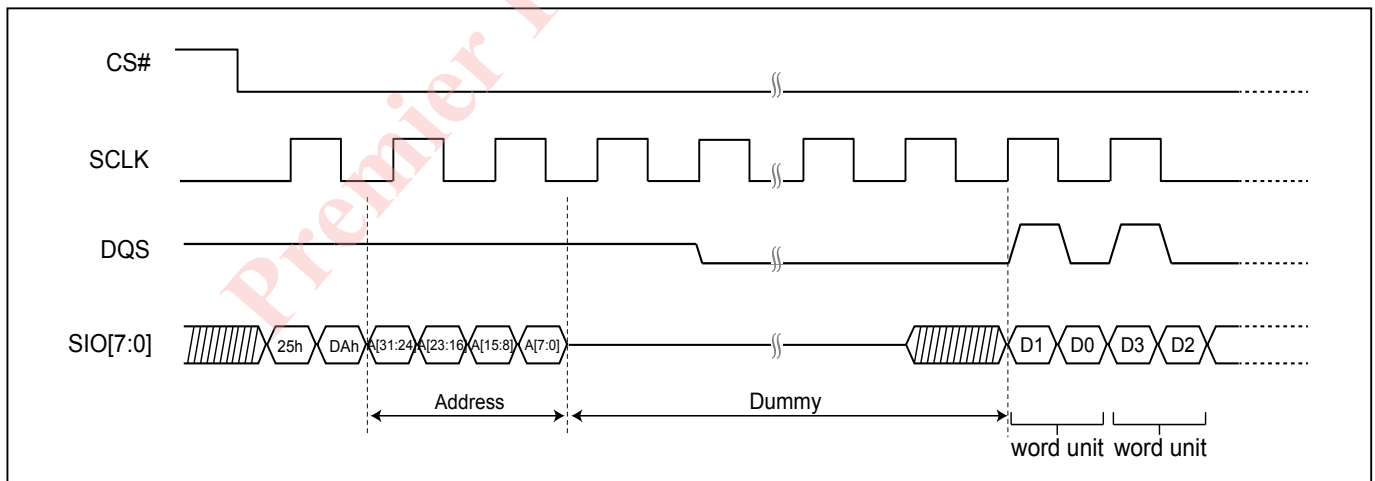 CS#
SCLK
DQS
SIO[7:0]
25h DAh A[31:24] A[23:16] A[15:8] A[7:0] D1 D0 D3 D2
Address Dummy
word unit word unit
Premier